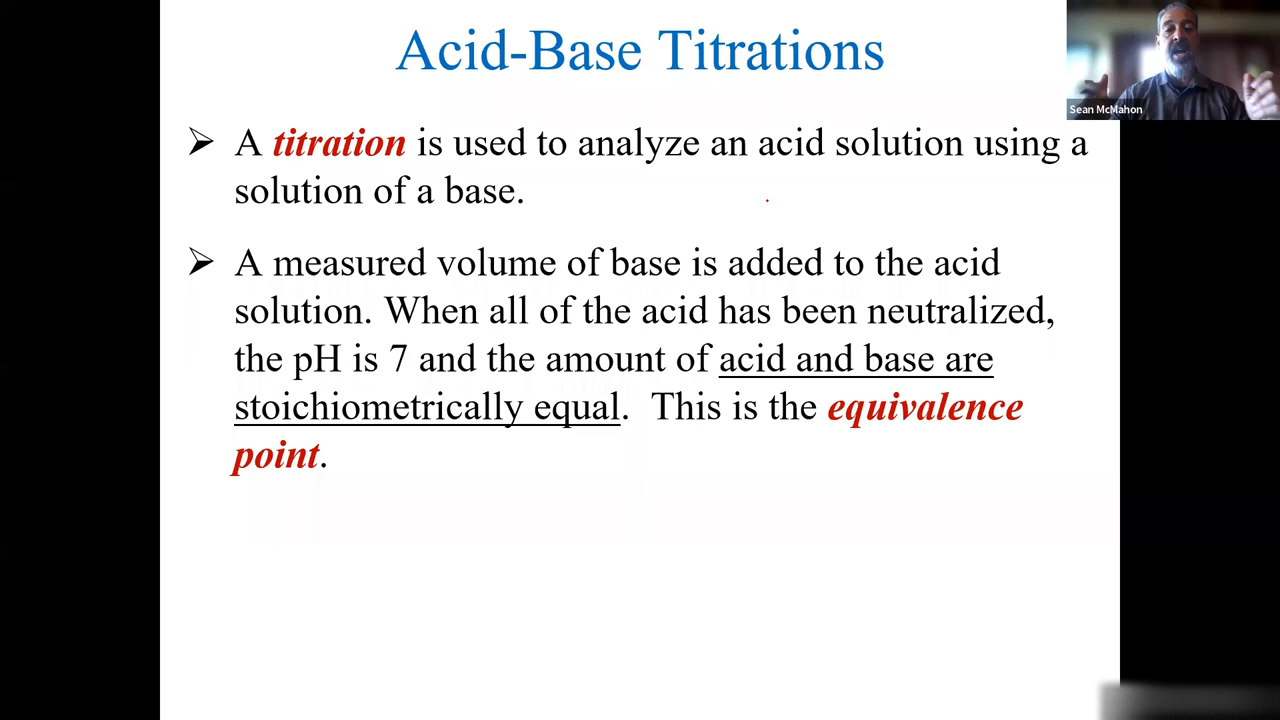 Acid-Base Titrations
Sean McMahon
➢ A titration is used to analyze an acid solution using a
solution of a base.
➢ A measured volume of base is added to the acid
solution. When all of the acid has been neutralized,
the pH is 7 and the amount of acid and base are
stoichiometrically equal. This is the equivalence
point.